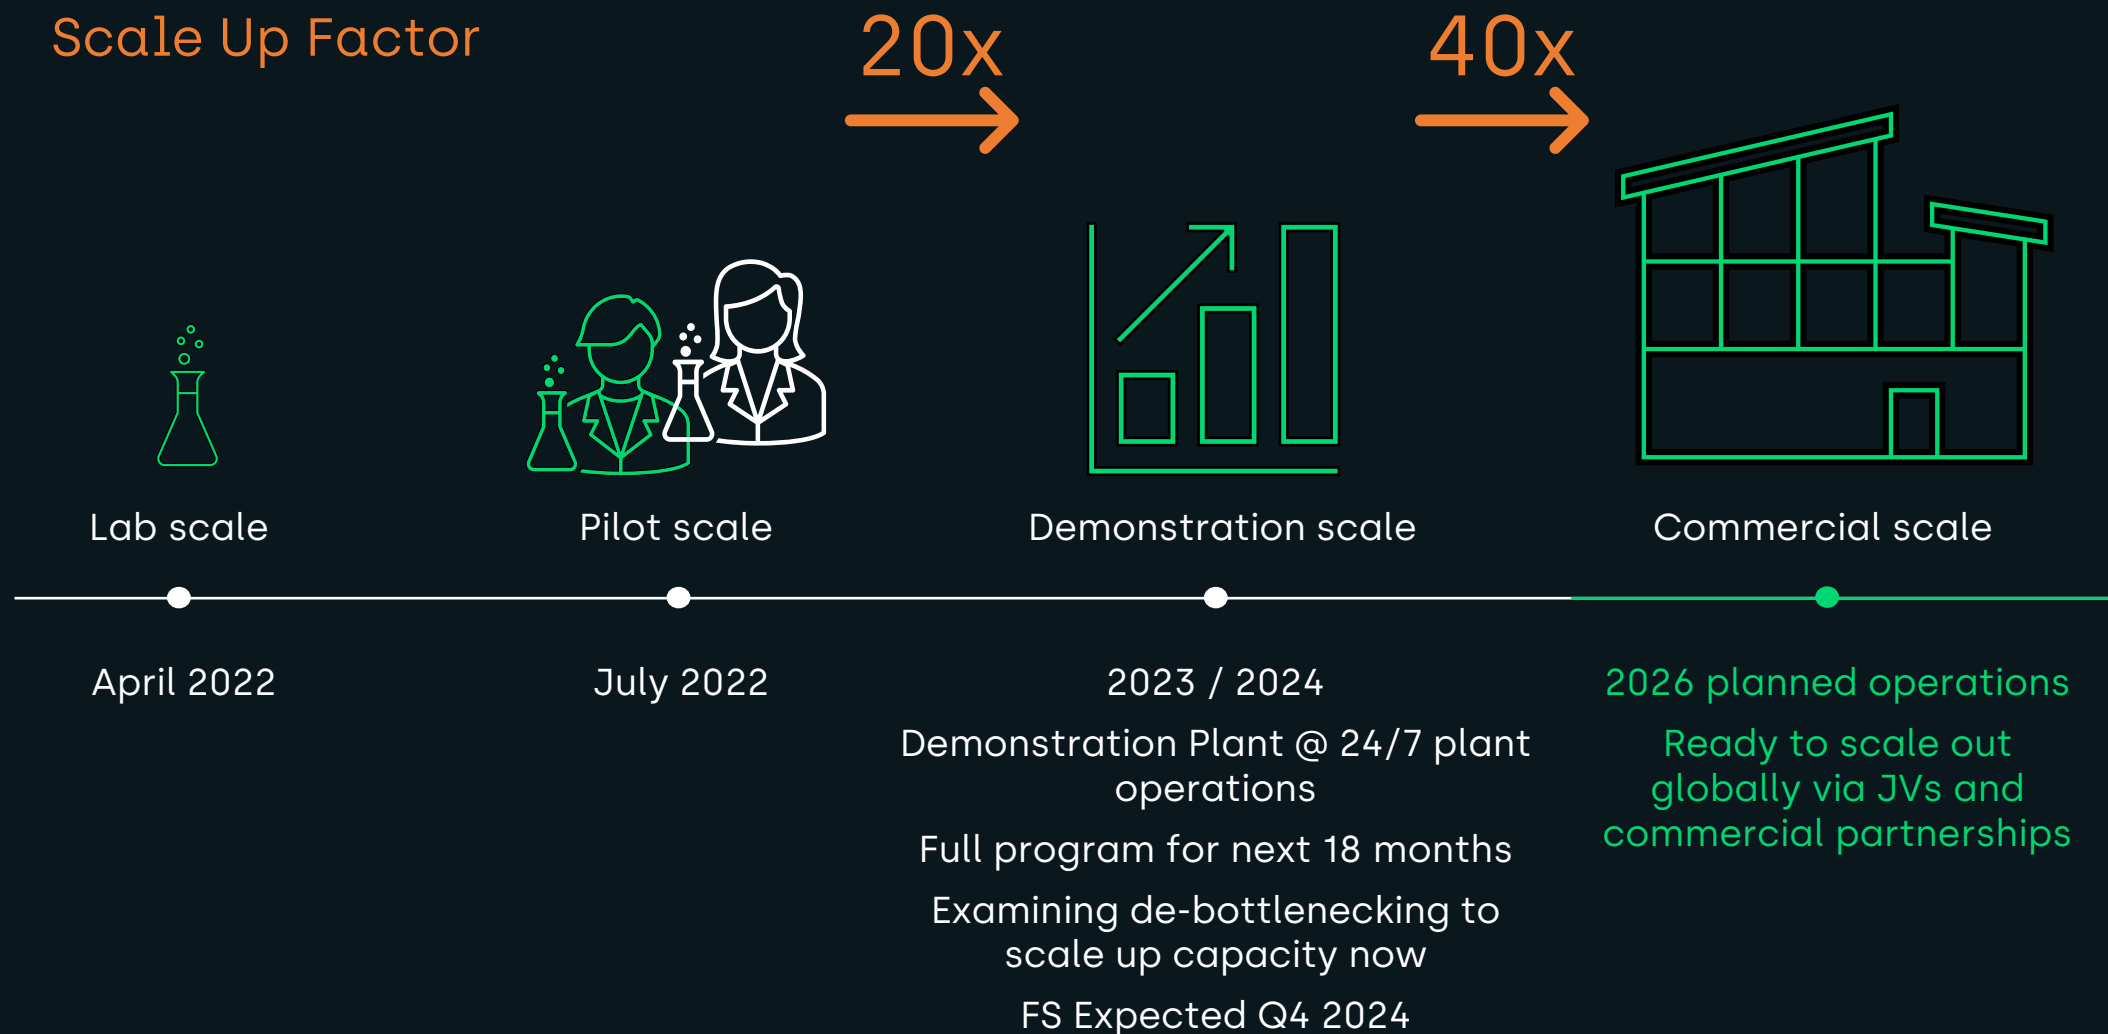 Scale Up Factor
20x
40x
Lab scale
Pilot scale
Demonstration scale
Commercial scale
April 2022
July 2022
2023 / 2024
Demonstration Plant @ 24/7 plant
operations
Full program for next 18 months
Examining de-bottlenecking to
scale up capacity now
FS Expected Q4 2024
2026 planned operations
Ready to scale out
globally via JVs and
commercial partnerships